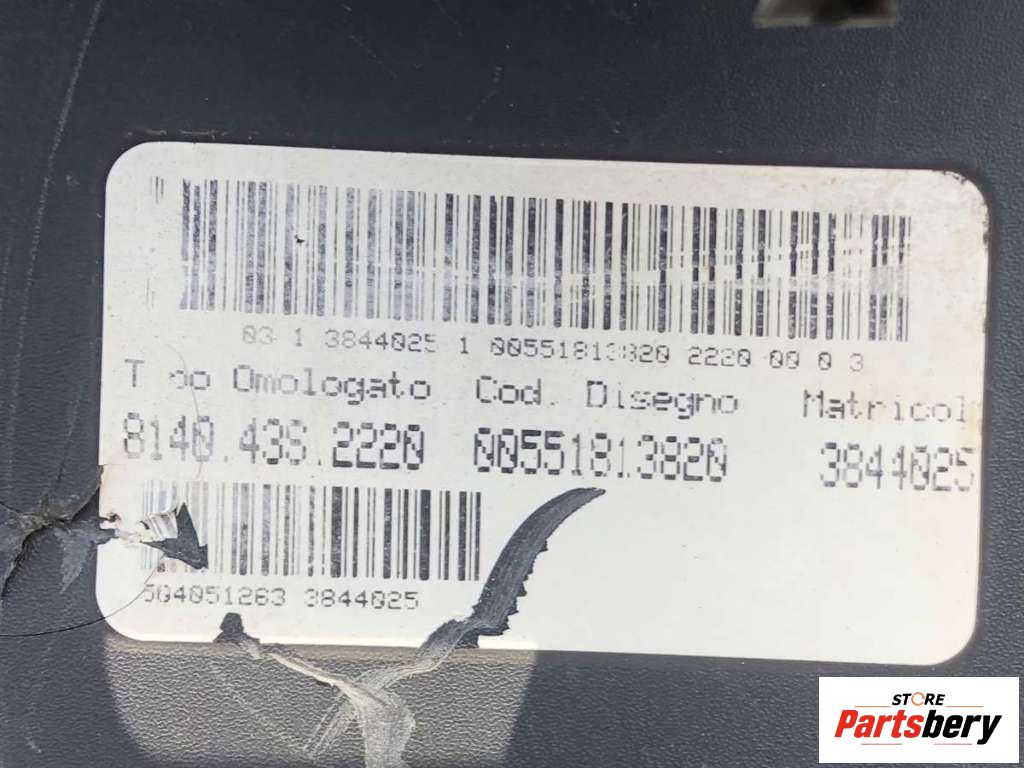 03 1 3844025 1 00551813820 2220 00 0 3
Tipo Omologato Cod. Disegno Matricol
8140.43S.2220 00551813820 3844025
504051263 3844025
STORE
Partsbery